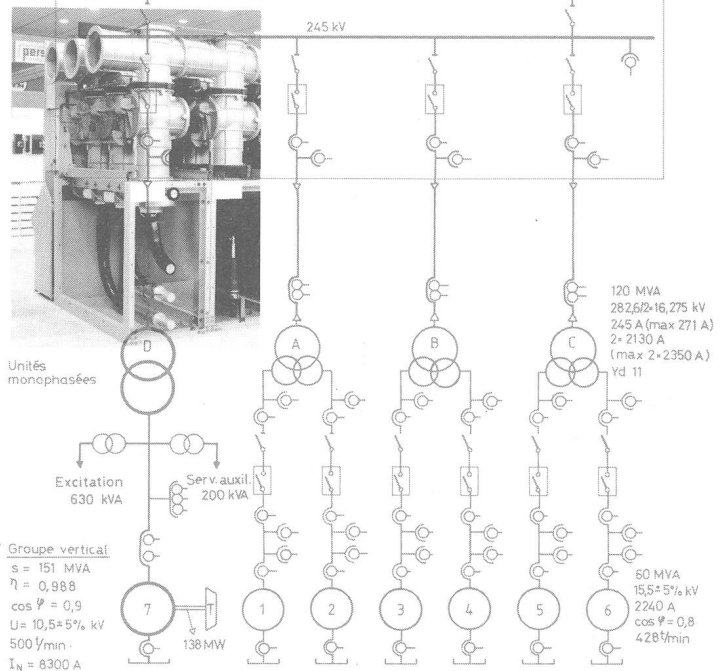 245 kV
pers
120 MVA
282,6/2×16,275 kV
245 A (max 271 A)
2× 2130 A
(max 2×2350 A)
Yd 11
D
A
B
C
Unités
monophasées
Excitation
630 kVA
Serv. auxil.
200 kVA
Groupe vertical
s = 151 MVA
η = 0,988
cos φ = 0,9
U= 10,5±5% kV
500 t/min.
I_N = 8300 A
7
T
138 MW
1
2
3
4
5
6
60 MVA
15,5±5% kV
2240 A
cos φ = 0,8
428 t/min